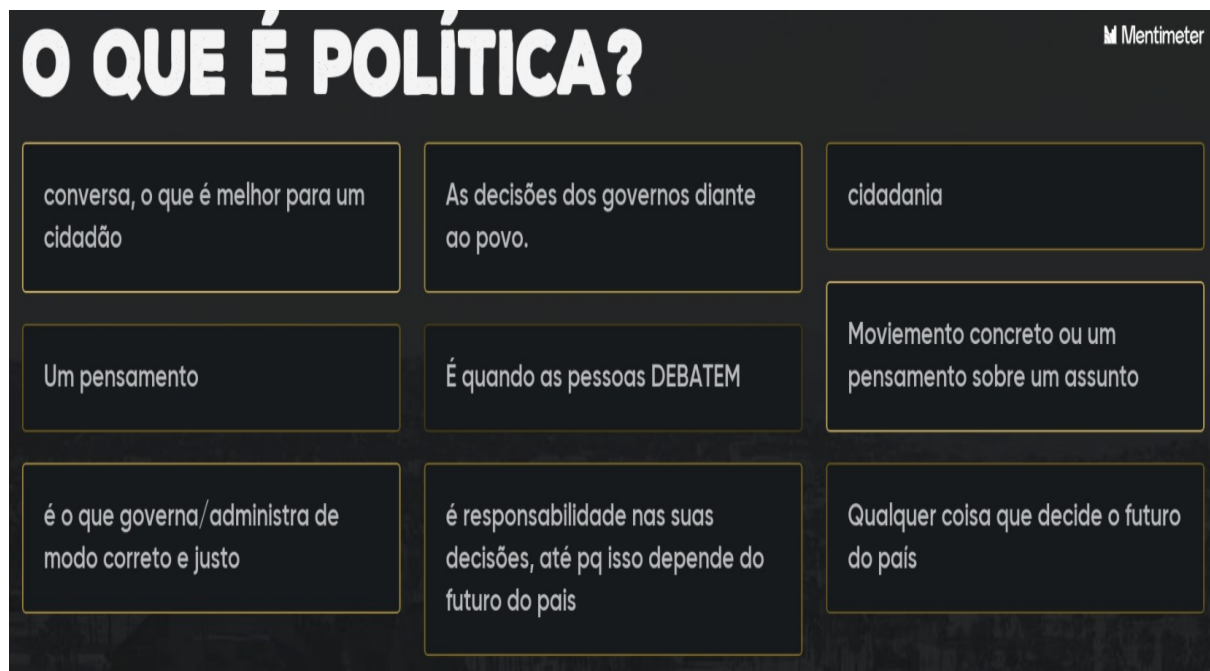 O QUE É POLÍTICA?
Mentimeter
conversa, o que é melhor para um
cidadão
As decisões dos governos diante
ao povo.
cidadania
Um pensamento
É quando as pessoas DEBATEM
Moviemento concreto ou um
pensamento sobre um assunto
é o que governa/administra de
modo correto e justo
é responsabilidade nas suas
decisões, até pq isso depende do
futuro do pais
Qualquer coisa que decide o futuro
do país